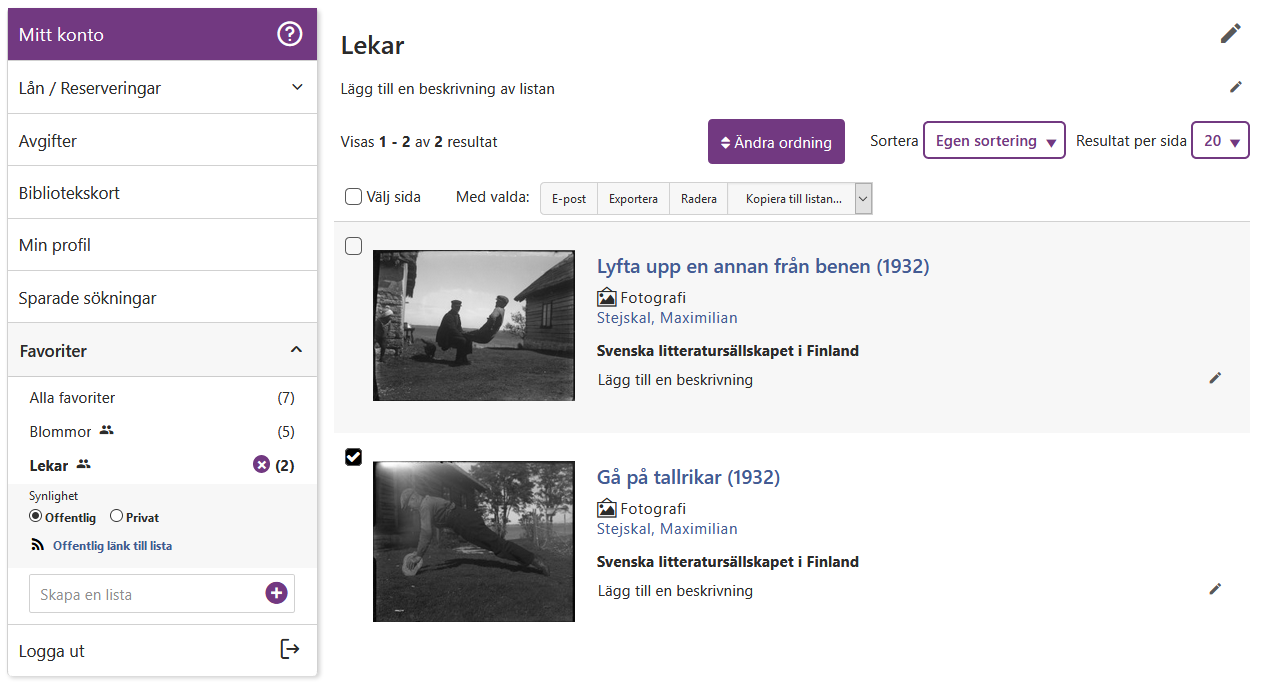 Mitt konto
Lån / Reserveringar
Avgifter
Bibliotekskort
Min profil
Sparade sökningar
Favoriter
Alla favoriter (7)
Blommor (5)
Lekar (2)
Synlighet
Offentlig Privat
Offentlig länk till lista
Skapa en lista
Logga ut
Lekar
Lägg till en beskrivning av listan
Visas 1 - 2 av 2 resultat Ändra ordning Sortera Egen sortering Resultat per sida 20
Välj sida Med valda: E-post Exportera Radera Kopiera till listan...
Lyfta upp en annan från benen (1932)
Fotografi
Stejskal, Maximilian
Svenska litteratursällskapet i Finland
Lägg till en beskrivning
Gå på tallrikar (1932)
Fotografi
Stejskal, Maximilian
Svenska litteratursällskapet i Finland
Lägg till en beskrivning